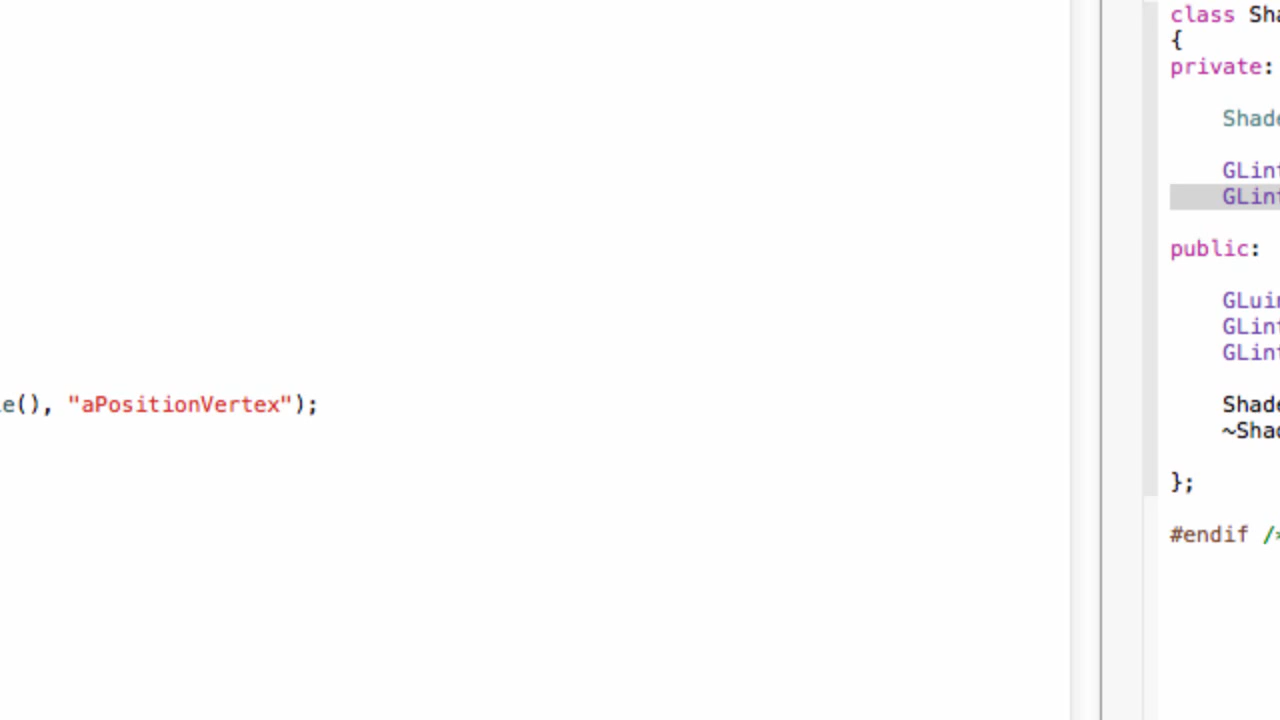 e(), "aPositionVertex");
class Sha
{
private:
Shade
GLint
GLint
public:
GLuin
GLint
GLint
Shade
~Shad
};
#endif /*